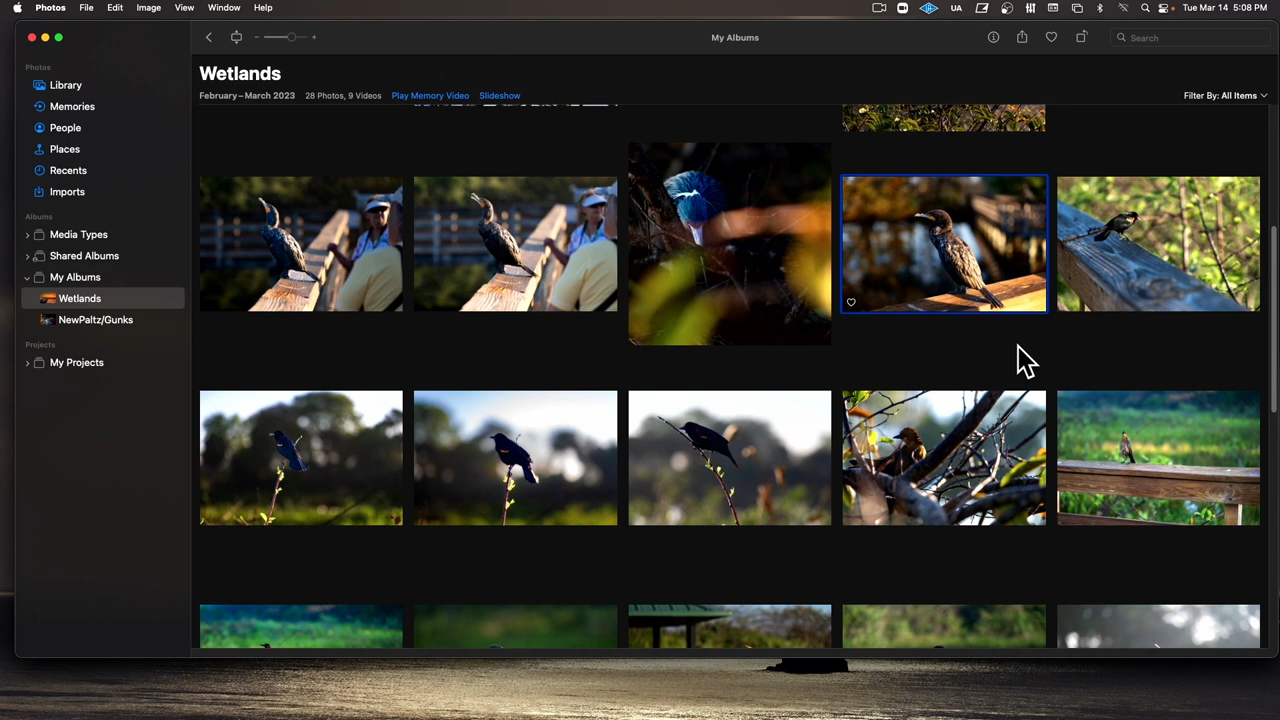 Photos File Edit Image View Window Help UA Tue Mar 14 5:08 PM
My Albums
Search
Photos
Library
Memories
People
Places
Recents
Imports
Albums
Media Types
Shared Albums
My Albums
Wetlands
NewPaltz/Gunks
Projects
My Projects
Wetlands
February–March 2023 28 Photos, 9 Videos Play Memory Video Slideshow Filter By: All Items